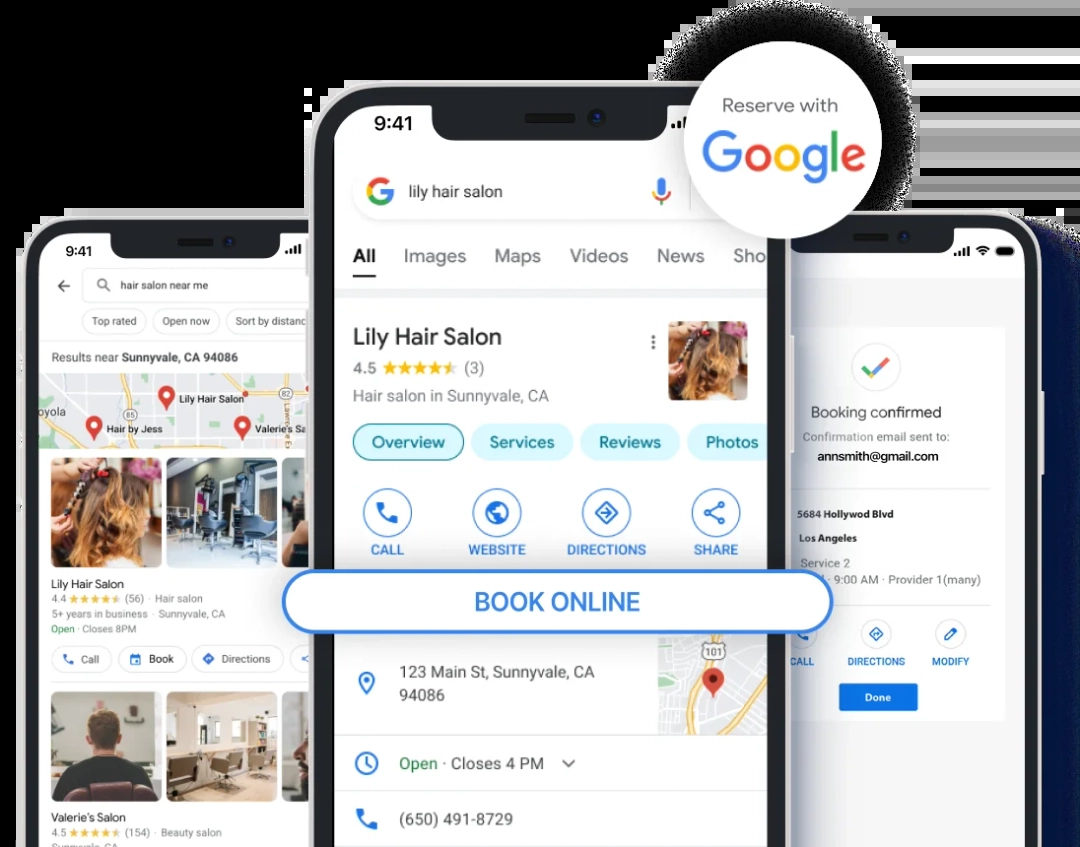 Reserve with
Google
9:41
lily hair salon
All Images Maps Videos News Sho
Lily Hair Salon
4.5 (3)
Hair salon in Sunnyvale, CA
Overview Services Reviews Photos
CALL WEBSITE DIRECTIONS SHARE
BOOK ONLINE
101
123 Main St, Sunnyvale, CA
94086
Open · Closes 4 PM
(650) 491-8729
9:41
hair salon near me
Top rated Open now Sort by distanc
Results near Sunnyvale, CA 94086
82
Lily Hair Salon
oyola
85
Hair by Jess
Valerie's Sa
Lawrence E
Lily Hair Salon
4.4 (56) · Hair salon
5+ years in business · Sunnyvale, CA
Open · Closes 8PM
Call Book Directions
Valerie's Salon
4.5 (154) · Beauty salon
Sunnyvale, CA
Booking confirmed
Confirmation email sent to:
annsmith@gmail.com
5684 Hollywod Blvd
Los Angeles
Service 2
· 9:00 AM · Provider 1(many)
CALL DIRECTIONS MODIFY
Done